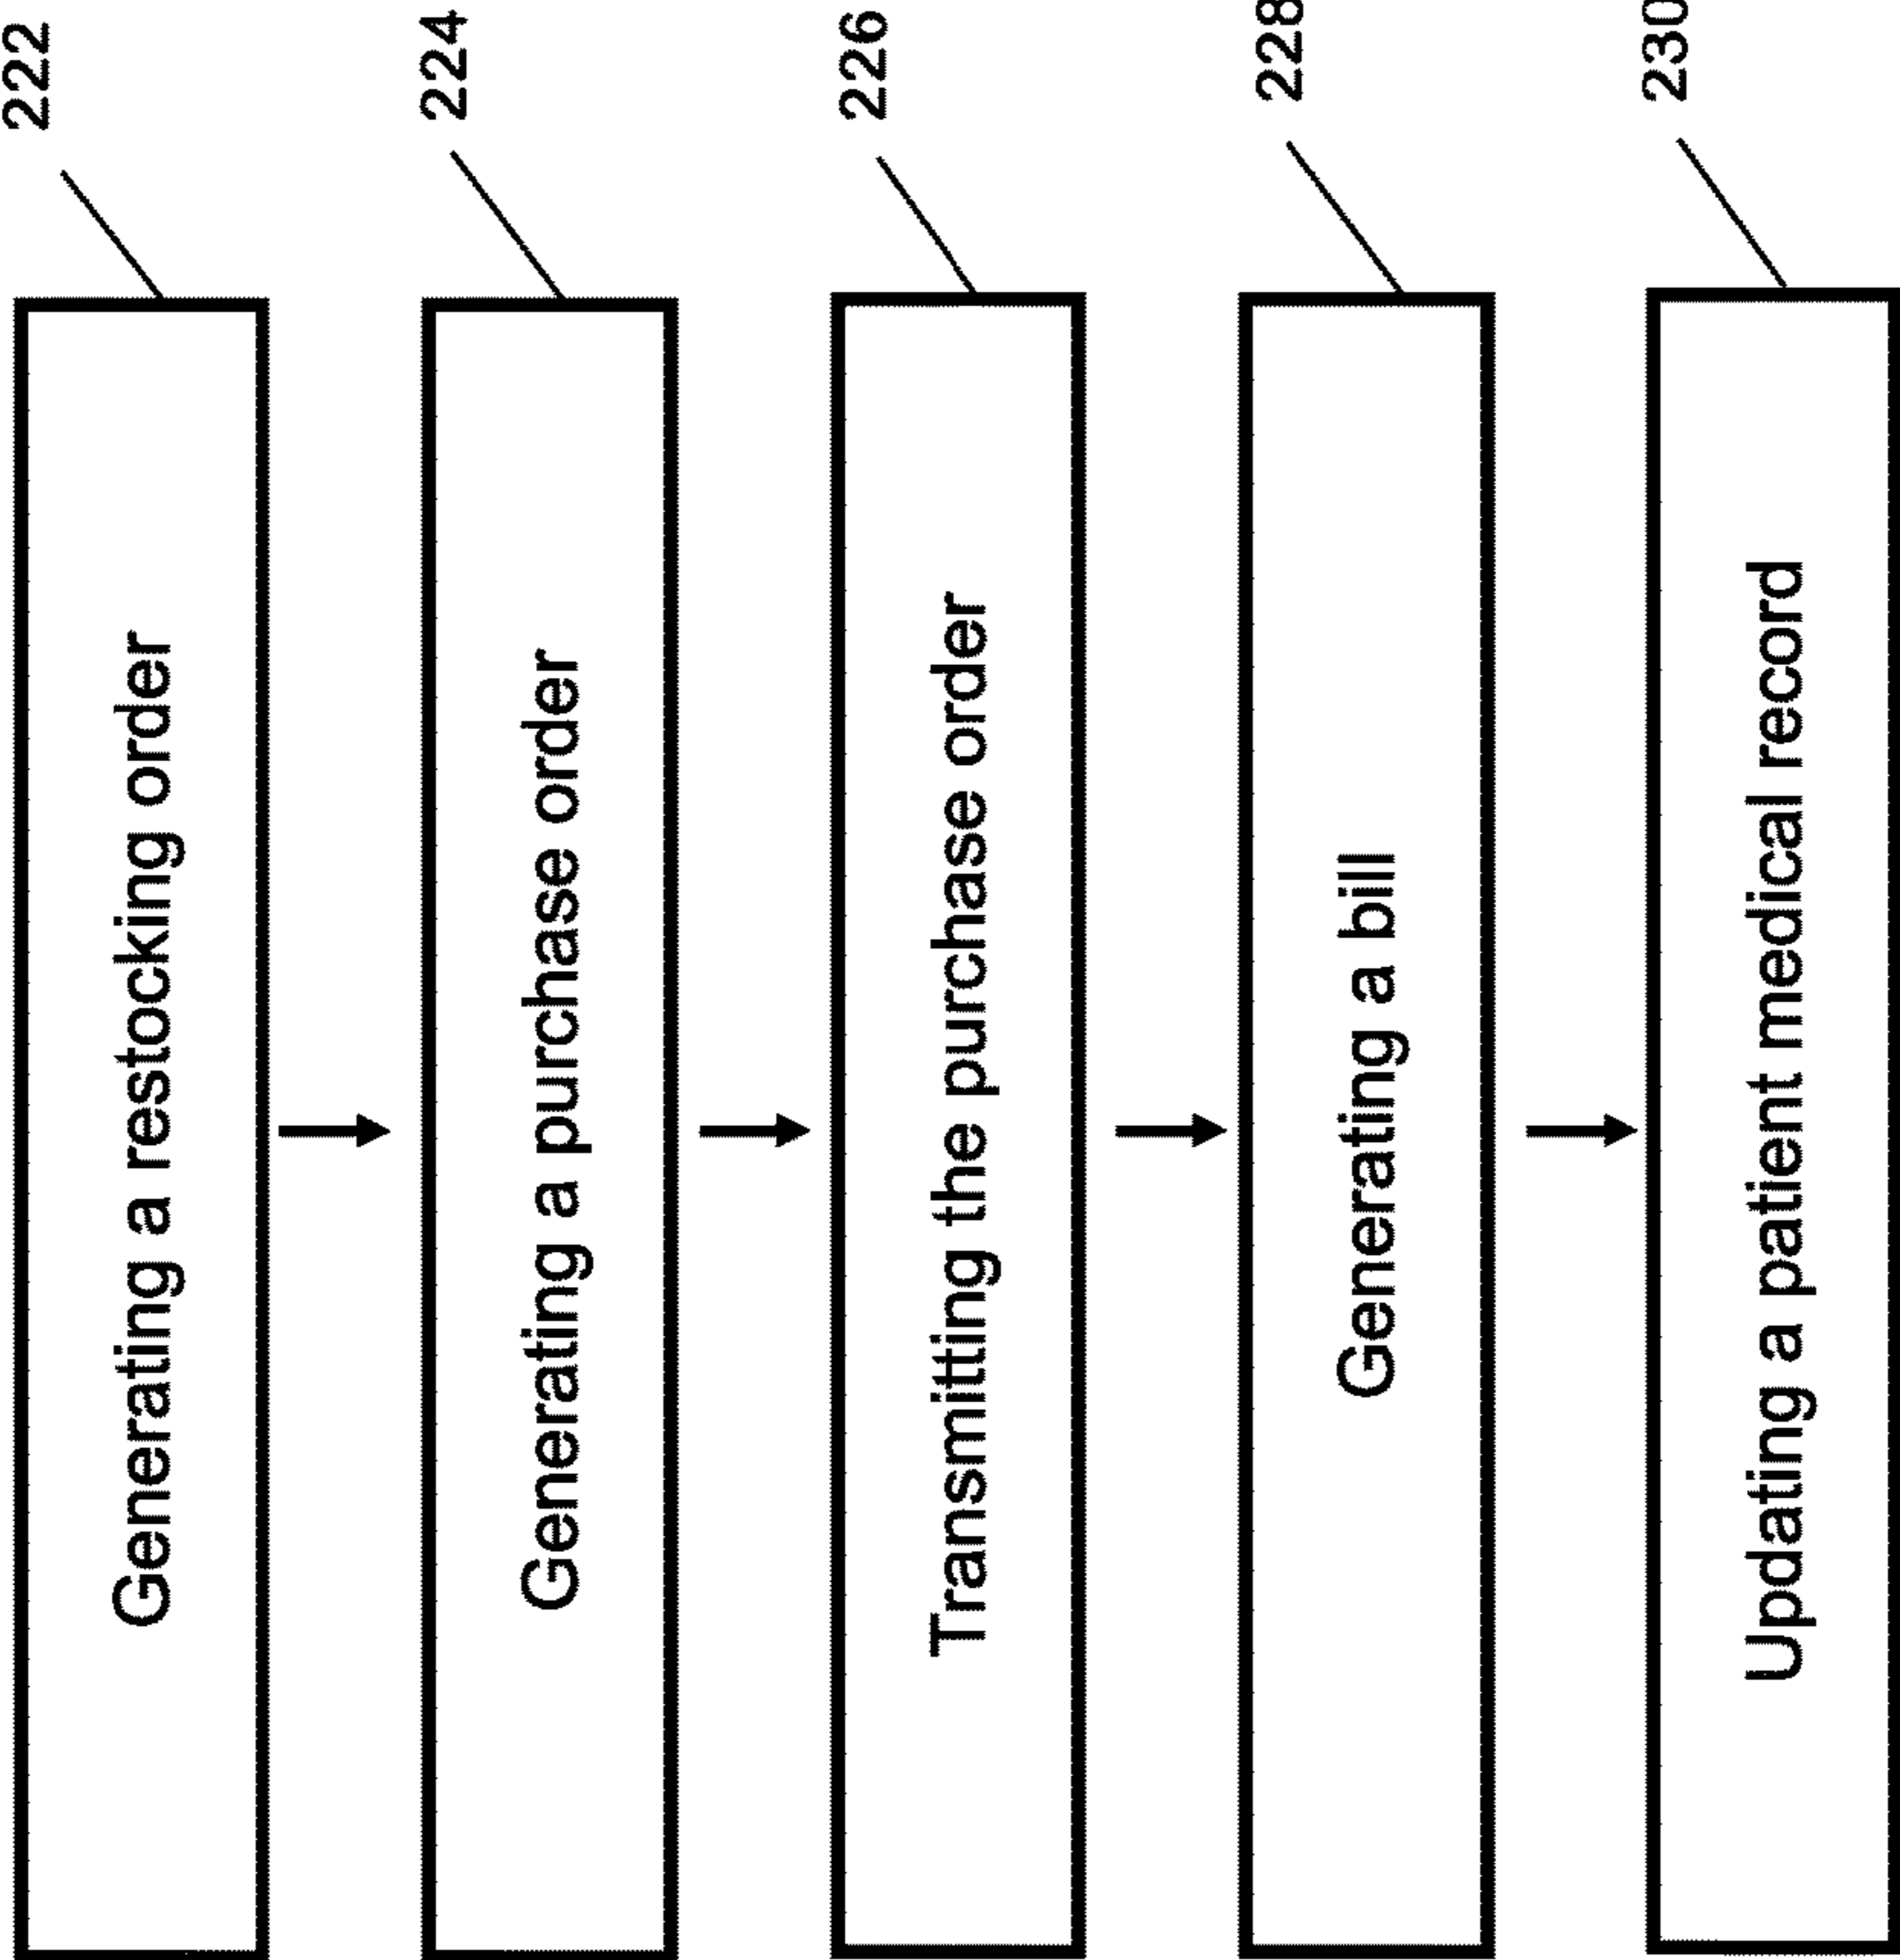 222
Generating a restocking order
224
Generating a purchase order
226
Transmitting the purchase order
228
Generating a bill
230
Updating a patient medical record